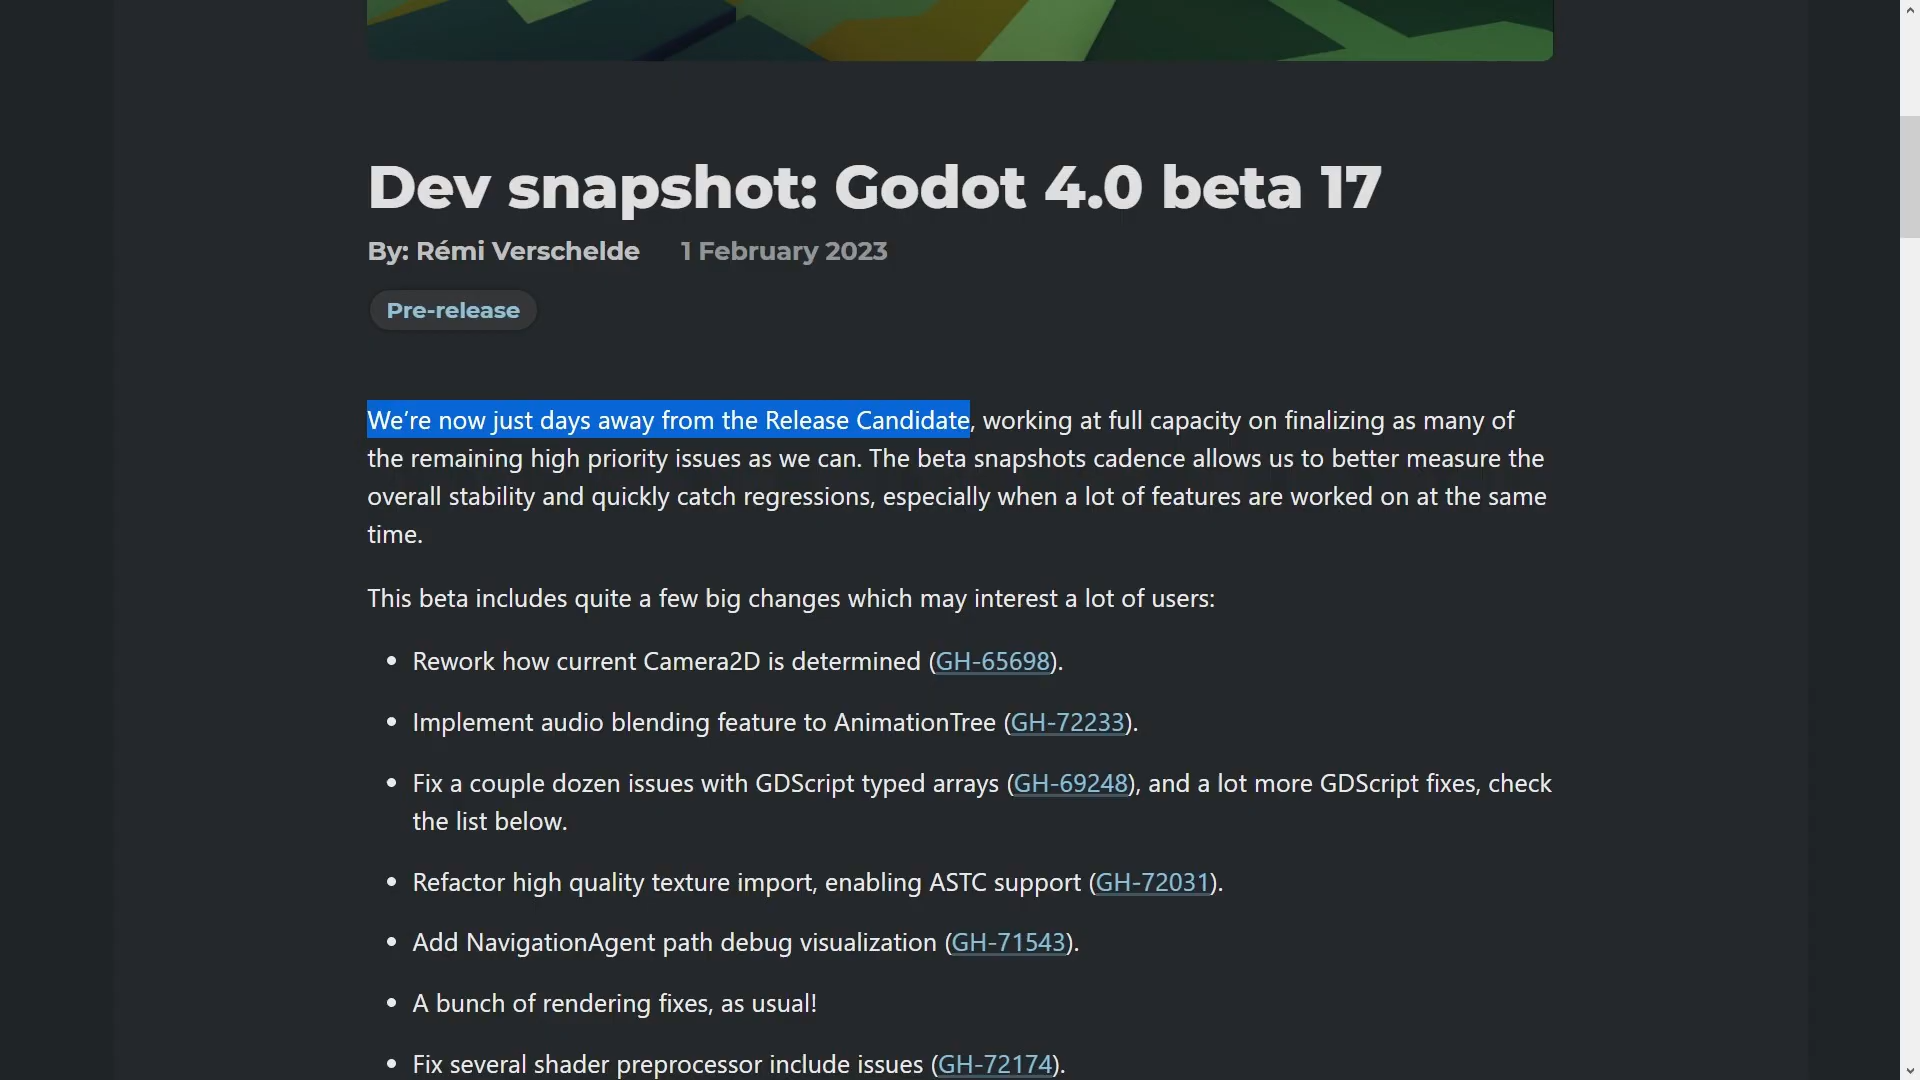 Dev snapshot: Godot 4.0 beta 17
By: Rémi Verschelde 1 February 2023
Pre-release
We’re now just days away from the Release Candidate, working at full capacity on finalizing as many of
the remaining high priority issues as we can. The beta snapshots cadence allows us to better measure the
overall stability and quickly catch regressions, especially when a lot of features are worked on at the same
time.
This beta includes quite a few big changes which may interest a lot of users:
• Rework how current Camera2D is determined (GH-65698).
• Implement audio blending feature to AnimationTree (GH-72233).
• Fix a couple dozen issues with GDScript typed arrays (GH-69248), and a lot more GDScript fixes, check
the list below.
• Refactor high quality texture import, enabling ASTC support (GH-72031).
• Add NavigationAgent path debug visualization (GH-71543).
• A bunch of rendering fixes, as usual!
• Fix several shader preprocessor include issues (GH-72174).